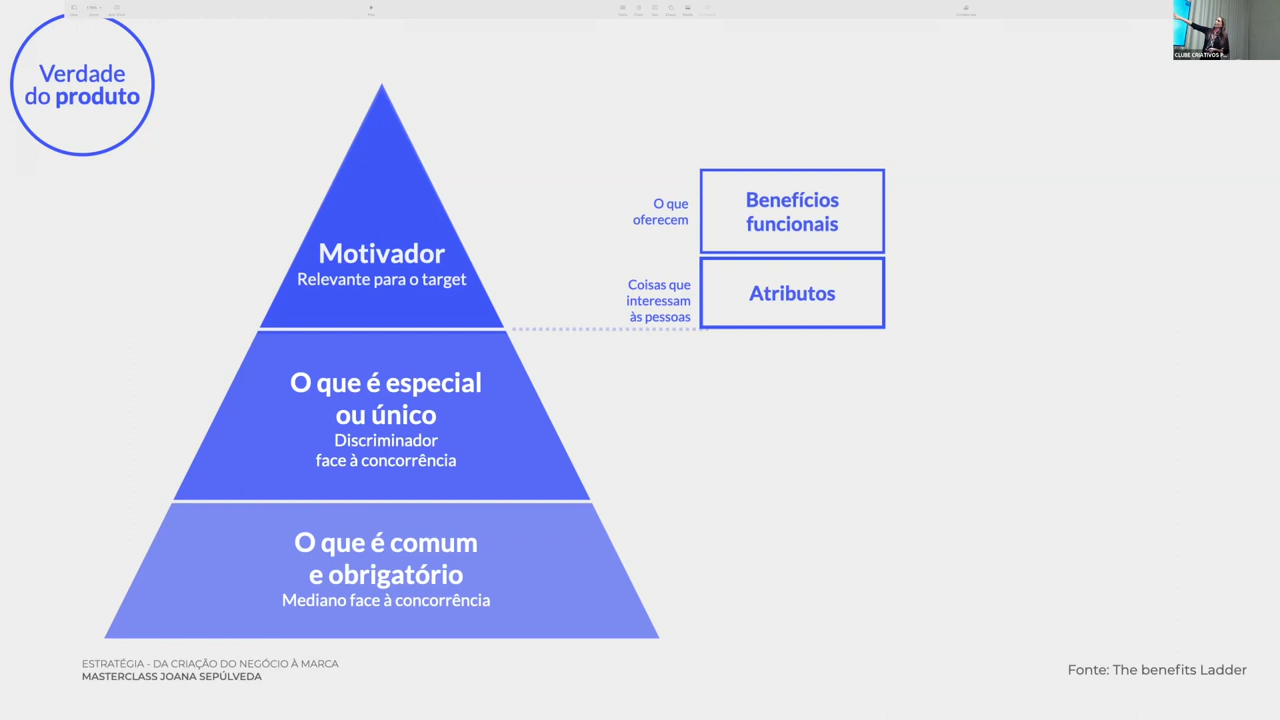 Verdade
do produto
CLUBE CRIATIVOS P...
Motivador
Relevante para o target
O que é especial
ou único
Discriminador
face à concorrência
O que é comum
e obrigatório
Mediano face à concorrência
O que
oferecem
Benefícios
funcionais
Coisas que
interessam
às pessoas
Atributos
ESTRATÉGIA - DA CRIAÇÃO DO NEGÓCIO À MARCA
MASTERCLASS JOANA SEPÚLVEDA
Fonte: The benefits Ladder